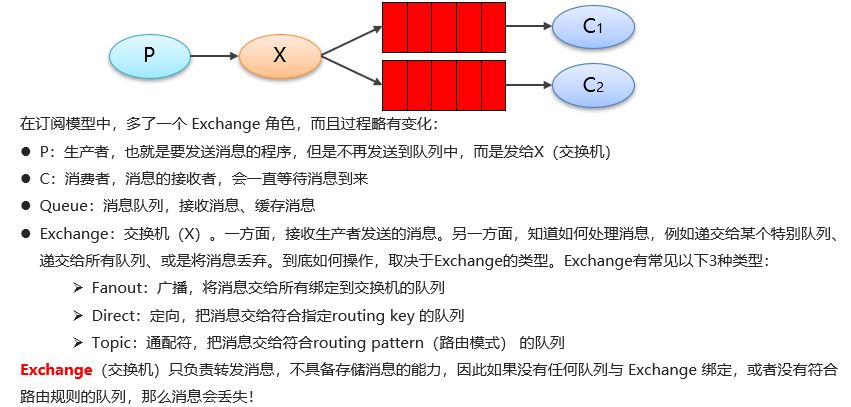 P
X
C1
C2
在订阅模型中，多了一个 Exchange 角色，而且过程略有变化：
● P：生产者，也就是要发送消息的程序，但是不再发送到队列中，而是发给X（交换机）
● C：消费者，消息的接收者，会一直等待消息到来
● Queue：消息队列，接收消息、缓存消息
● Exchange：交换机（X）。一方面，接收生产者发送的消息。另一方面，知道如何处理消息，例如递交给某个特别队列、
递交给所有队列、或是将消息丢弃。到底如何操作，取决于Exchange的类型。Exchange有常见以下3种类型：
➢ Fanout：广播，将消息交给所有绑定到交换机的队列
➢ Direct：定向，把消息交给符合指定routing key 的队列
➢ Topic：通配符，把消息交给符合routing pattern（路由模式） 的队列
Exchange（交换机）只负责转发消息，不具备存储消息的能力，因此如果没有任何队列与 Exchange 绑定，或者没有符合
路由规则的队列，那么消息会丢失！